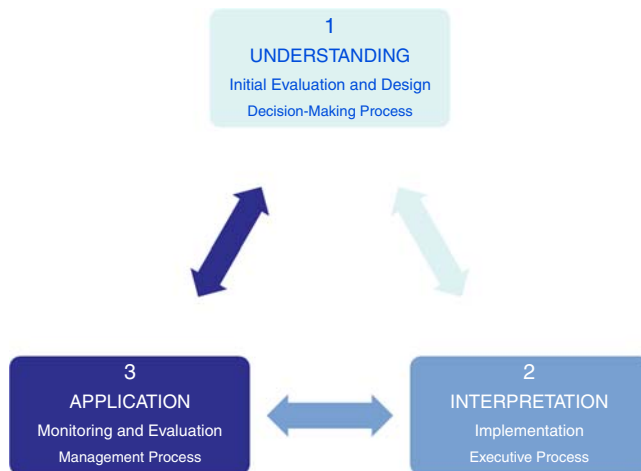 1
UNDERSTANDING
Initial Evaluation and Design
Decision-Making Process
3
APPLICATION
Monitoring and Evaluation
Management Process
2
INTERPRETATION
Implementation
Executive Process